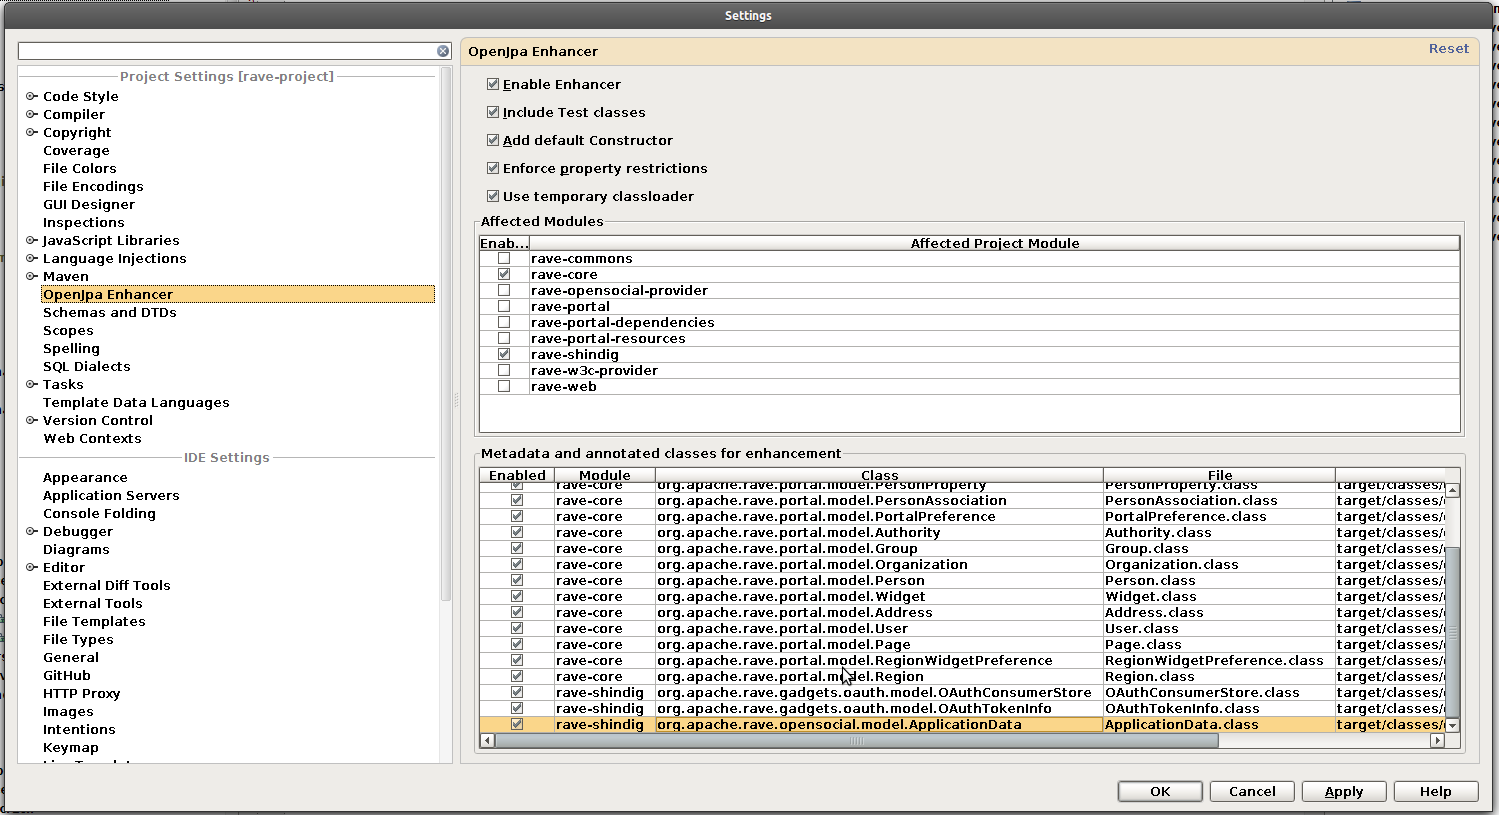 Settings
Project Settings [rave-project]
Code Style
Compiler
Copyright
Coverage
File Colors
File Encodings
GUI Designer
Inspections
JavaScript Libraries
Language Injections
Maven
OpenJpa Enhancer
Schemas and DTDs
Scopes
Spelling
SQL Dialects
Tasks
Template Data Languages
Version Control
Web Contexts
IDE Settings
Appearance
Application Servers
Console Folding
Debugger
Diagrams
Editor
External Diff Tools
External Tools
File Templates
File Types
General
GitHub
HTTP Proxy
Images
Intentions
Keymap
OpenJpa Enhancer Reset
Enable Enhancer
Include Test classes
Add default Constructor
Enforce property restrictions
Use temporary classloader
Affected Modules
Enab... Affected Project Module
rave-commons
rave-core
rave-opensocial-provider
rave-portal
rave-portal-dependencies
rave-portal-resources
rave-shindig
rave-w3c-provider
rave-web
Metadata and annotated classes for enhancement
Enabled Module Class File
rave-core org.apache.rave.portal.model.PersonProperty PersonProperty.class target/classes/
rave-core org.apache.rave.portal.model.PersonAssociation PersonAssociation.class target/classes/
rave-core org.apache.rave.portal.model.PortalPreference PortalPreference.class target/classes/
rave-core org.apache.rave.portal.model.Authority Authority.class target/classes/
rave-core org.apache.rave.portal.model.Group Group.class target/classes/
rave-core org.apache.rave.portal.model.Organization Organization.class target/classes/
rave-core org.apache.rave.portal.model.Person Person.class target/classes/
rave-core org.apache.rave.portal.model.Widget Widget.class target/classes/
rave-core org.apache.rave.portal.model.Address Address.class target/classes/
rave-core org.apache.rave.portal.model.User User.class target/classes/
rave-core org.apache.rave.portal.model.Page Page.class target/classes/
rave-core org.apache.rave.portal.model.RegionWidgetPreference RegionWidgetPreference.class target/classes/
rave-core org.apache.rave.portal.model.Region Region.class target/classes/
rave-shindig org.apache.rave.gadgets.oauth.model.OAuthConsumerStore OAuthConsumerStore.class target/classes/
rave-shindig org.apache.rave.gadgets.oauth.model.OAuthTokenInfo OAuthTokenInfo.class target/classes/
rave-shindig org.apache.rave.opensocial.model.ApplicationData ApplicationData.class target/classes/
OK Cancel Apply Help